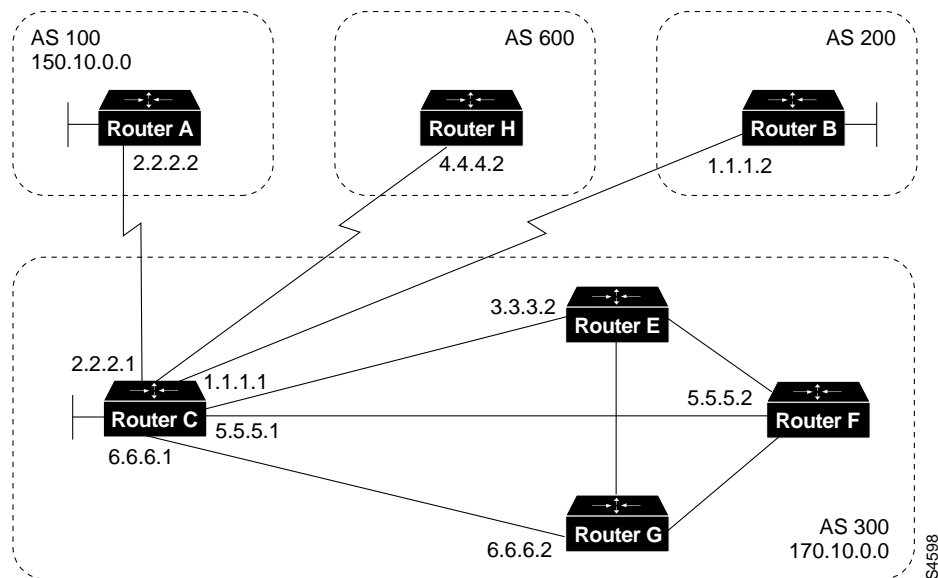 AS 100
150.10.0.0
AS 600
AS 200
Router A
Router H
Router B
2.2.2.2
4.4.4.2
1.1.1.2
3.3.3.2
Router E
2.2.2.1
1.1.1.1
5.5.5.2
Router C
Router F
5.5.5.1
6.6.6.1
Router G
6.6.6.2
AS 300
170.10.0.0
S4598